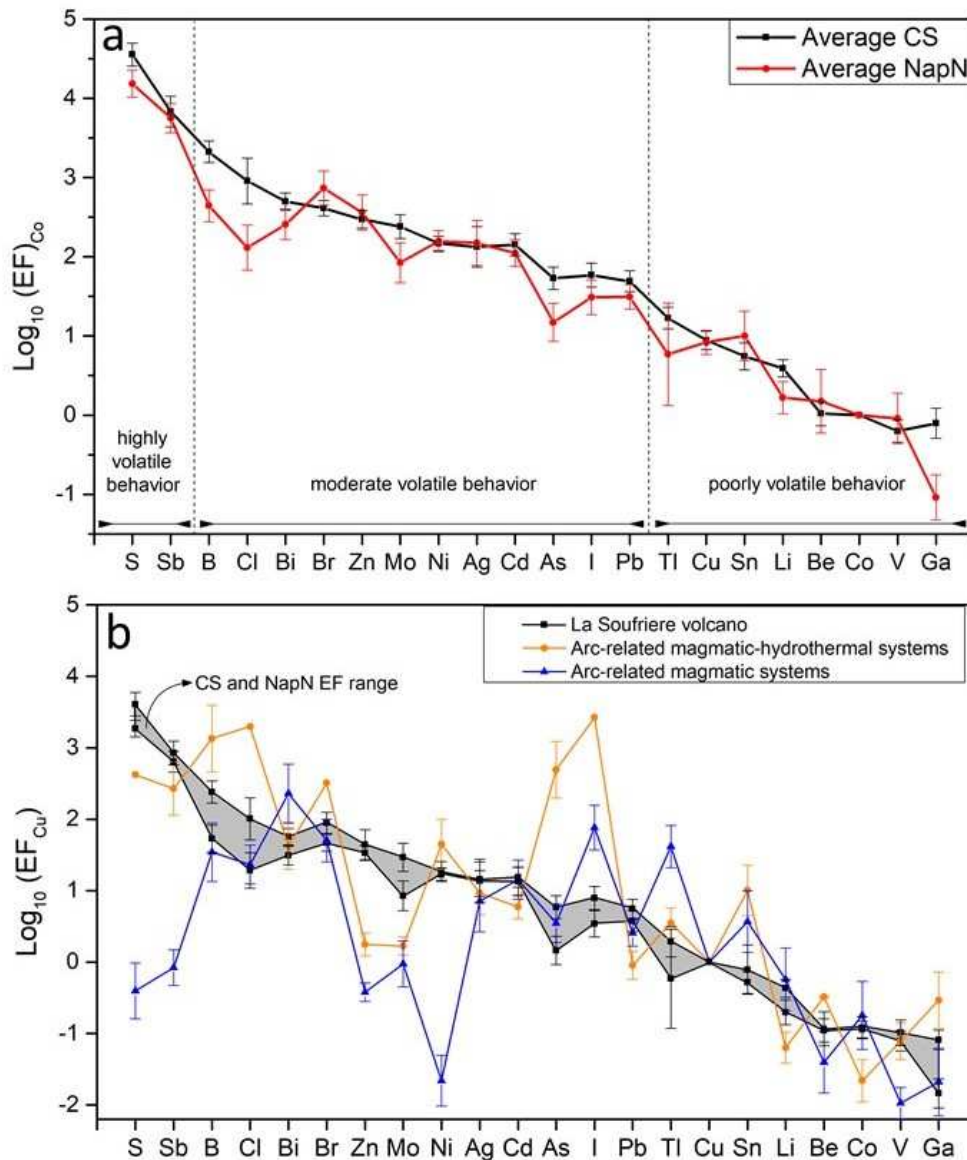 a
Average CS
Average NapN
Log10 (EF)Co
5
4
3
2
1
0
-1
highly
volatile
behavior
moderate volatile behavior
poorly volatile behavior
S Sb B Cl Bi Br Zn Mo Ni Ag Cd As I Pb Tl Cu Sn Li Be Co V Ga
b
La Soufriere volcano
Arc-related magmatic-hydrothermal systems
Arc-related magmatic systems
CS and NapN EF range
Log10 (EFCu)
5
4
3
2
1
0
-1
-2
S Sb B Cl Bi Br Zn Mo Ni Ag Cd As I Pb Tl Cu Sn Li Be Co V Ga